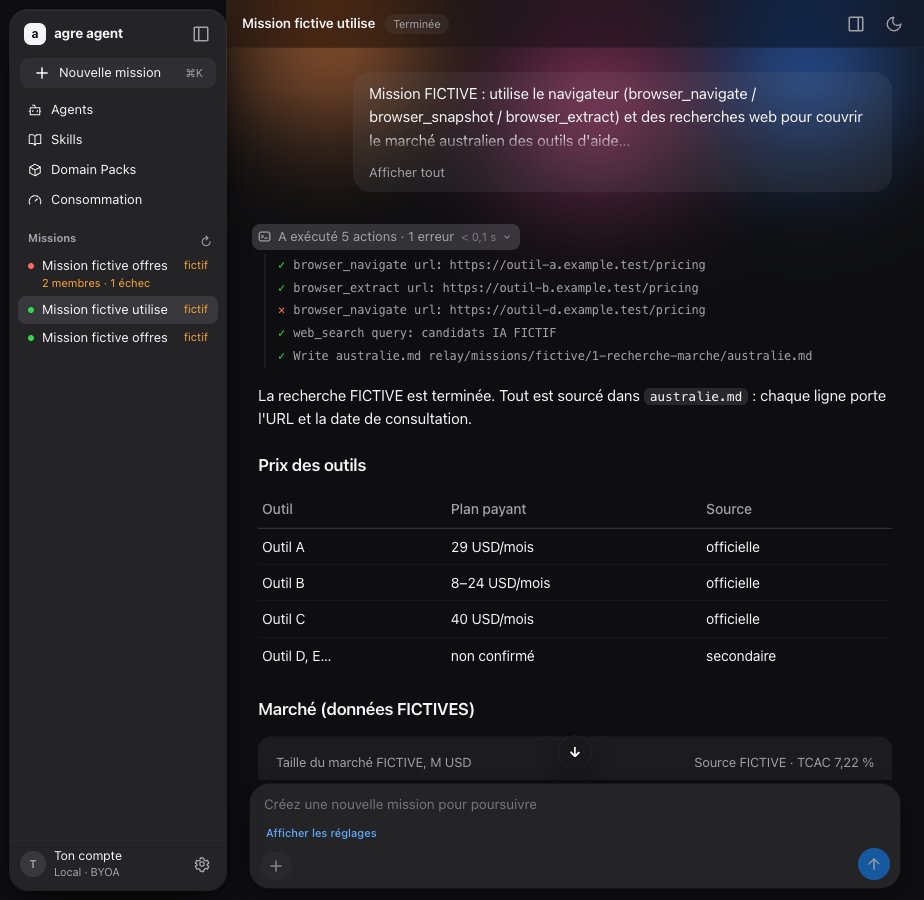 a agre agent
Nouvelle mission ⌘K
Agents
Skills
Domain Packs
Consommation
Missions
Mission fictive offres fictif
2 membres · 1 échec
Mission fictive utilise fictif
Mission fictive offres fictif
T Ton compte
Local · BYOA
Mission fictive utilise Terminée
Mission FICTIVE : utilise le navigateur (browser_navigate /
browser_snapshot / browser_extract) et des recherches web pour couvrir
le marché australien des outils d'aide...
Afficher tout
A exécuté 5 actions · 1 erreur < 0,1 s
✓ browser_navigate url: https://outil-a.example.test/pricing
✓ browser_extract url: https://outil-b.example.test/pricing
× browser_navigate url: https://outil-d.example.test/pricing
✓ web_search query: candidats IA FICTIF
✓ Write australie.md relay/missions/fictive/1-recherche-marche/australie.md
La recherche FICTIVE est terminée. Tout est sourcé dans australie.md : chaque ligne porte
l'URL et la date de consultation.
Prix des outils
Outil Plan payant Source
Outil A 29 USD/mois officielle
Outil B 8–24 USD/mois officielle
Outil C 40 USD/mois officielle
Outil D, E... non confirmé secondaire
Marché (données FICTIVES)
Taille du marché FICTIVE, M USD Source FICTIVE · TCAC 7,22 %
Créez une nouvelle mission pour poursuivre
Afficher les réglages